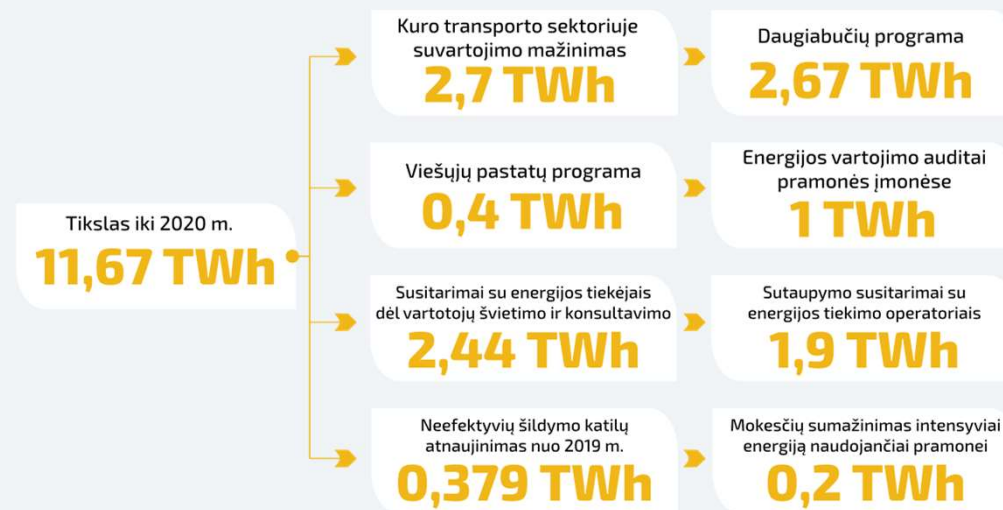 Tikslas iki 2020 m.
11,67 TWh
Kuro transporto sektoriuje
suvartojimo mažinimas
2,7 TWh
Daugiabučių programa
2,67 TWh
Viešųjų pastatų programa
0,4 TWh
Energijos vartojimo auditai
pramonės įmonėse
1 TWh
Susitarimai su energijos tiekėjais
dėl vartotojų švietimo ir konsultavimo
2,44 TWh
Sutaupymo susitarimai su
energijos tiekimo operatoriais
1,9 TWh
Neefektyvių šildymo katilų
atnaujinimas nuo 2019 m.
0,379 TWh
Mokesčių sumažinimas intensyviai
energiją naudojančiai pramonei
0,2 TWh